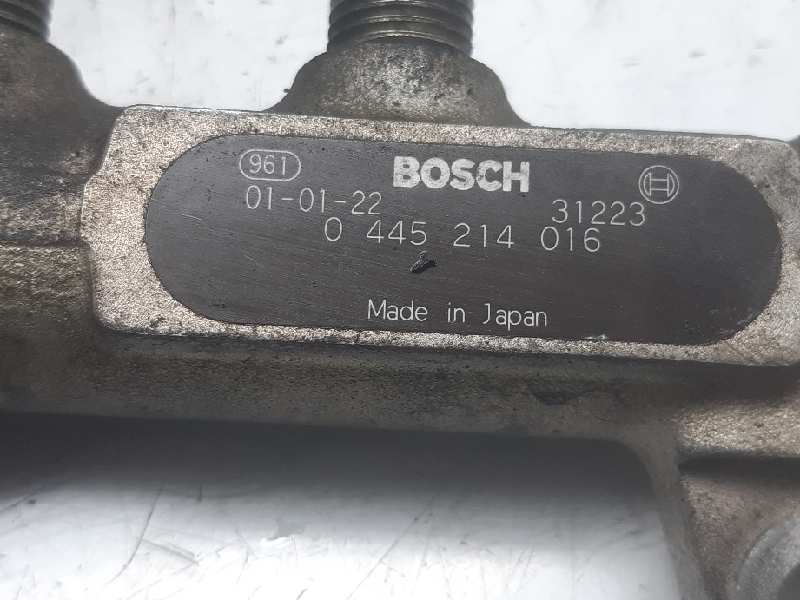 961 BOSCH
01-01-22 31223
0 445 214 016
Made in Japan